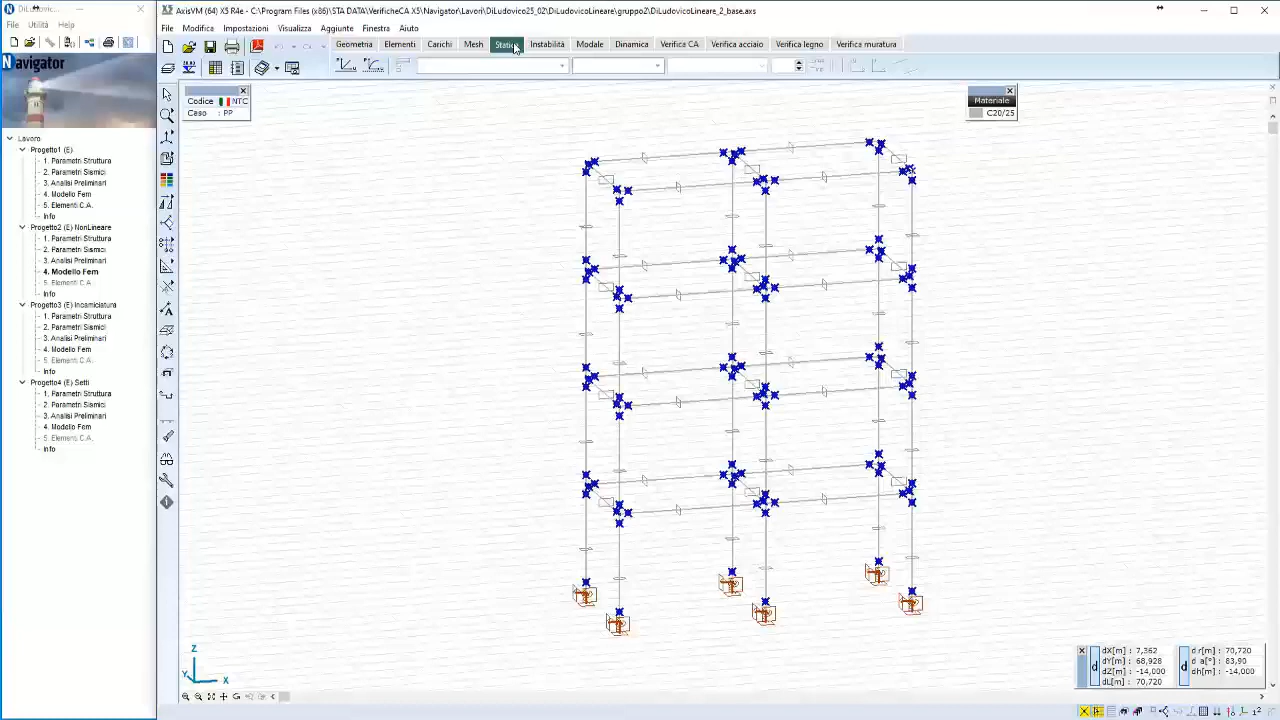 DiLudovic...
AxisVM (64) X5 R4e - C:\Program Files (x86)\STA DATA\VerificheCA X5\Navigator\Lavori\DiLudovico25_02\DiLudovicoLineare\gruppo2\DiLudovicoLineare_2_base.axs
File Utilità Help
File Modifica Impostazioni Visualizza Aggiunte Finestra Aiuto
Geometria Elementi Carichi Mesh Static Instabilità Modale Dinamica Verifica CA Verifica acciaio Verifica legno Verifica muratura
Navigator
Codice NTC
Caso : PP
Materiale
C20/25
Lavoro
Progetto1 (E)
1. Parametri Struttura
2. Parametri Sismici
3. Analisi Preliminari
4. Modello Fem
5. Elementi C.A.
Info
Progetto2 (E) NonLineare
1. Parametri Struttura
2. Parametri Sismici
3. Analisi Preliminari
4. Modello Fem
5. Elementi C.A.
Info
Progetto3 (E) Incamiciatura
1. Parametri Struttura
2. Parametri Sismici
3. Analisi Preliminari
4. Modello Fem
5. Elementi C.A.
Info
Progetto4 (E) Setti
1. Parametri Struttura
2. Parametri Sismici
3. Analisi Preliminari
4. Modello Fem
5. Elementi C.A.
Info
Z
Y X
d
dX[m] : 7,262
dY[m] : 68,928
dZ[m] : -14,000
dL[m] : 70,720
d
d r[m] : 70,720
d a[°] : 83,90
dh[m] : -14,000